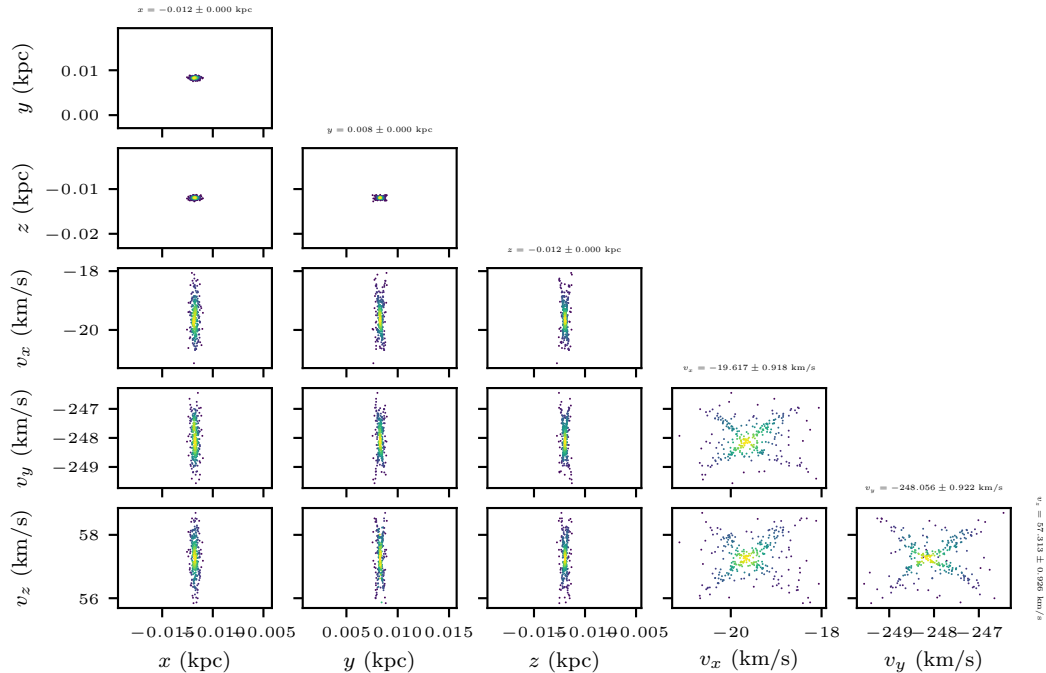 x = −0.012 ± 0.000 kpc
y (kpc)
0.01
0.00
y = 0.008 ± 0.000 kpc
z (kpc)
−0.01
−0.02
z = −0.012 ± 0.000 kpc
v_x (km/s)
−18
−20
v_x = −19.617 ± 0.918 km/s
v_y (km/s)
−247
−248
−249
v_y = −248.056 ± 0.922 km/s
v_z (km/s)
58
56
v_z = 57.313 ± 0.926 km/s
−0.015 −0.010 −0.005
0.005 0.010 0.015
−0.015 −0.010 −0.005
−20 −18
−249 −248 −247
x (kpc)
y (kpc)
z (kpc)
v_x (km/s)
v_y (km/s)